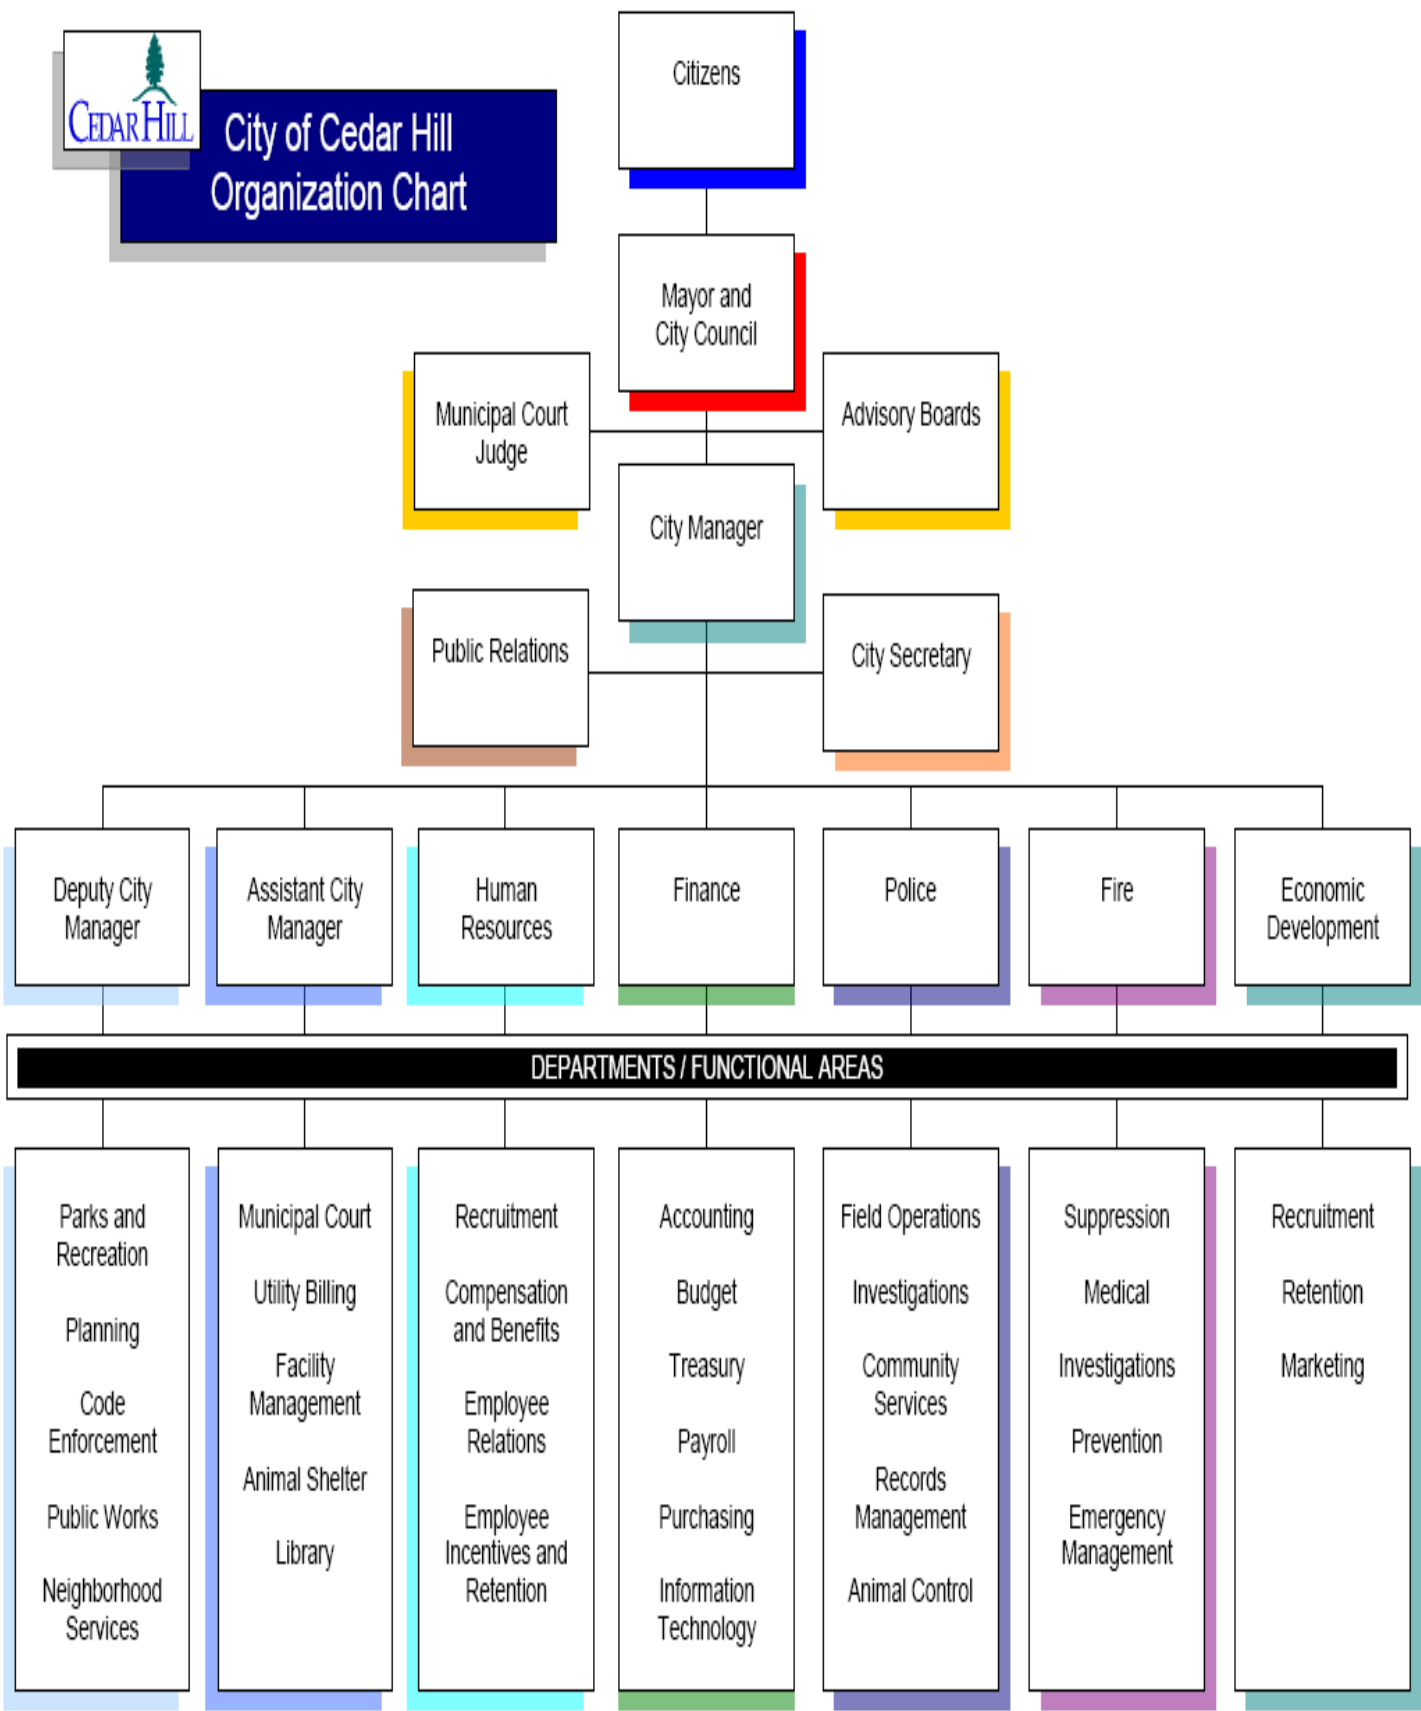 CEDAR HILL
City of Cedar Hill
Organization Chart
Citizens
Mayor and
City Council
Municipal Court
Judge
Advisory Boards
City Manager
Public Relations
City Secretary
Deputy City
Manager
Assistant City
Manager
Human
Resources
Finance
Police
Fire
Economic
Development
DEPARTMENTS / FUNCTIONAL AREAS
Parks and
Recreation
Planning
Code
Enforcement
Public Works
Neighborhood
Services
Municipal Court
Utility Billing
Facility
Management
Animal Shelter
Library
Recruitment
Compensation
and Benefits
Employee
Relations
Employee
Incentives and
Retention
Accounting
Budget
Treasury
Payroll
Purchasing
Information
Technology
Field Operations
Investigations
Community
Services
Records
Management
Animal Control
Suppression
Medical
Investigations
Prevention
Emergency
Management
Recruitment
Retention
Marketing